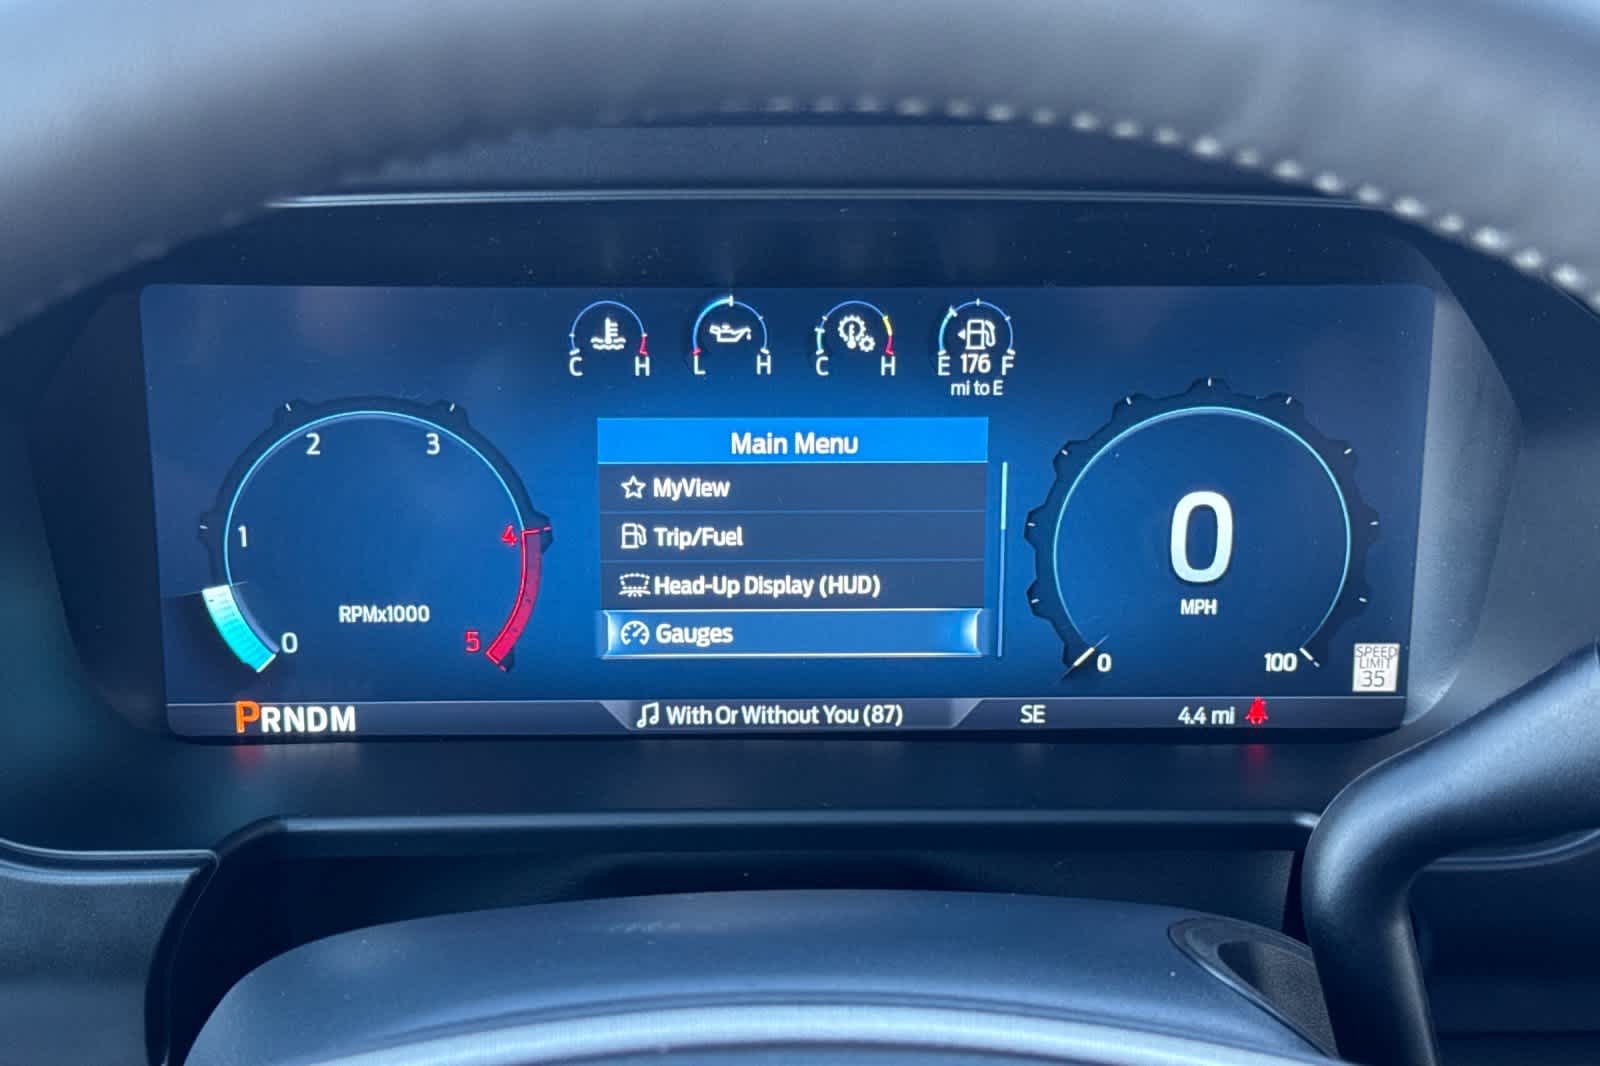 C H
L H
C H
E 176 F
mi to E
Main Menu
MyView
Trip/Fuel
Head-Up Display (HUD)
Gauges
0
1
2
3
4
5
RPMx1000
0
MPH
0
100
SPEED
LIMIT
35
PRNDM
With Or Without You (87)
SE
4.4 mi